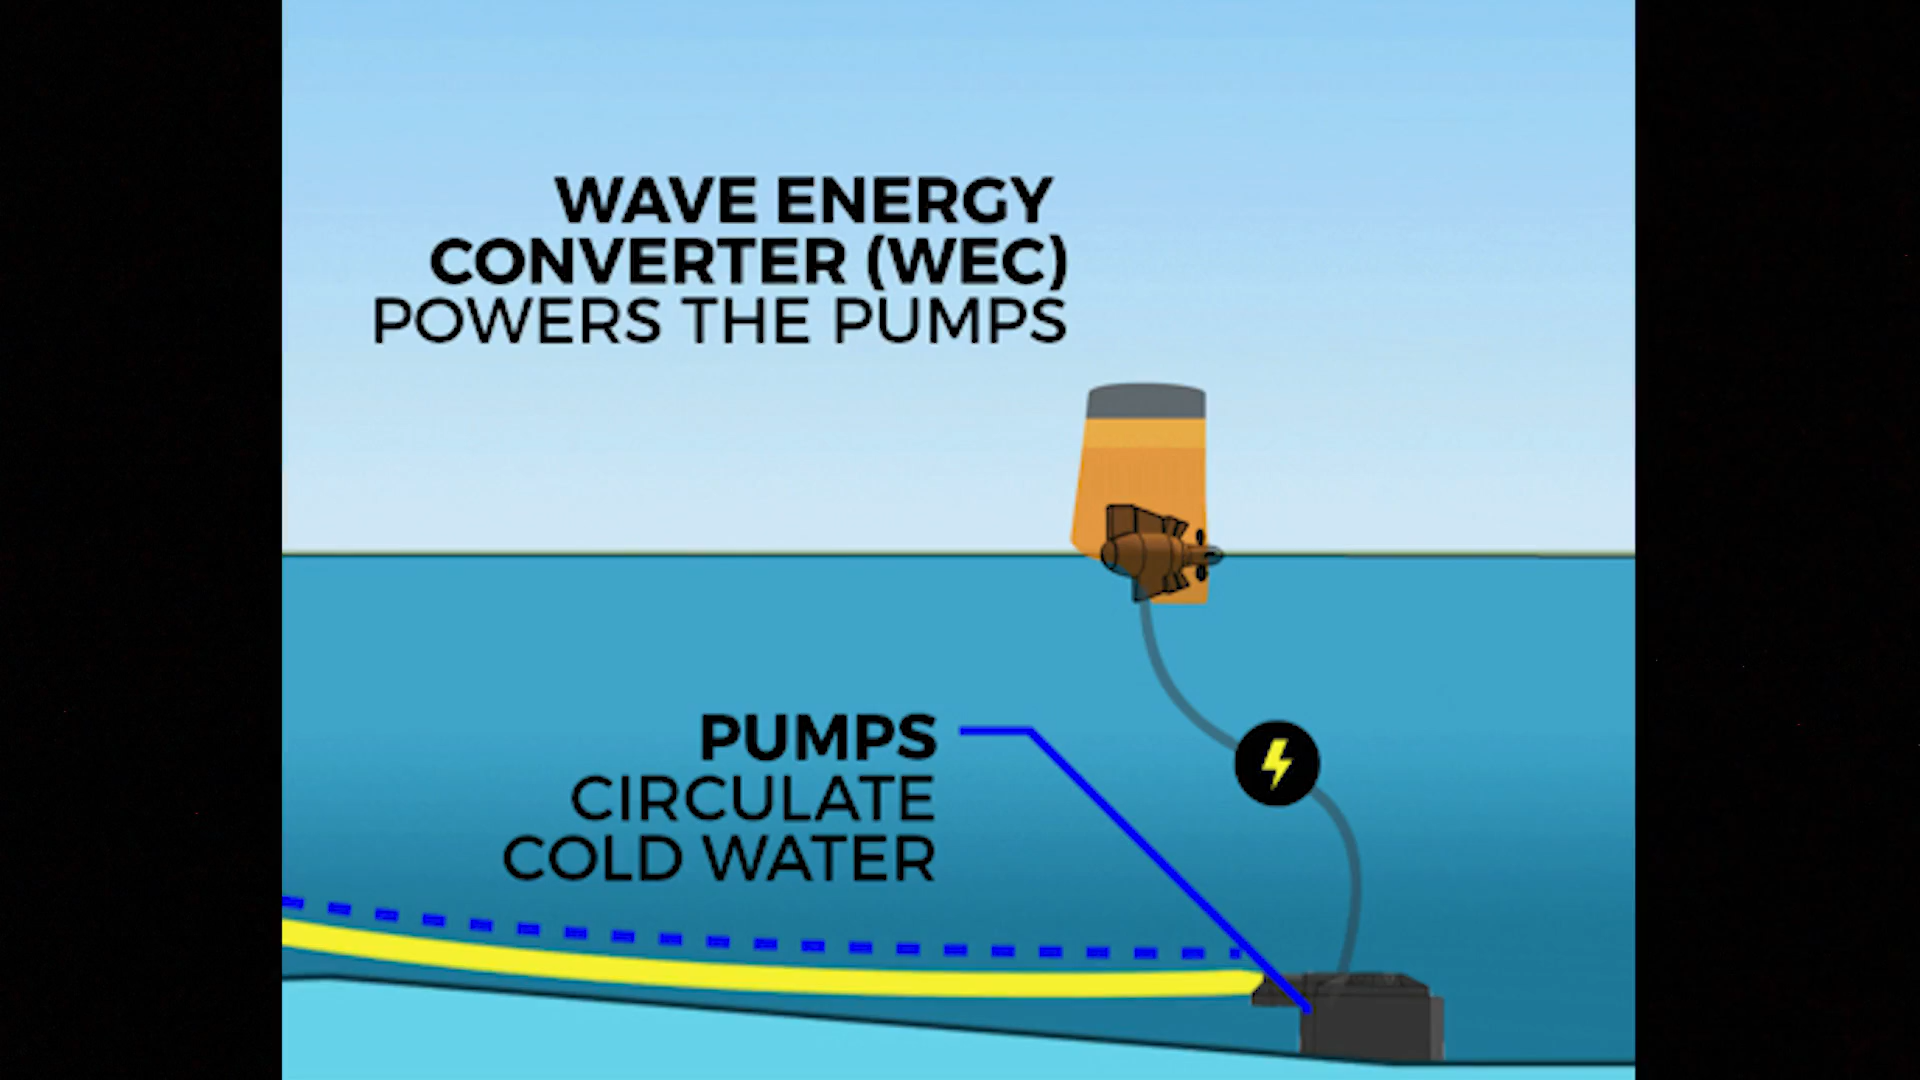 WAVE ENERGY
CONVERTER (WEC)
POWERS THE PUMPS
PUMPS
CIRCULATE
COLD WATER